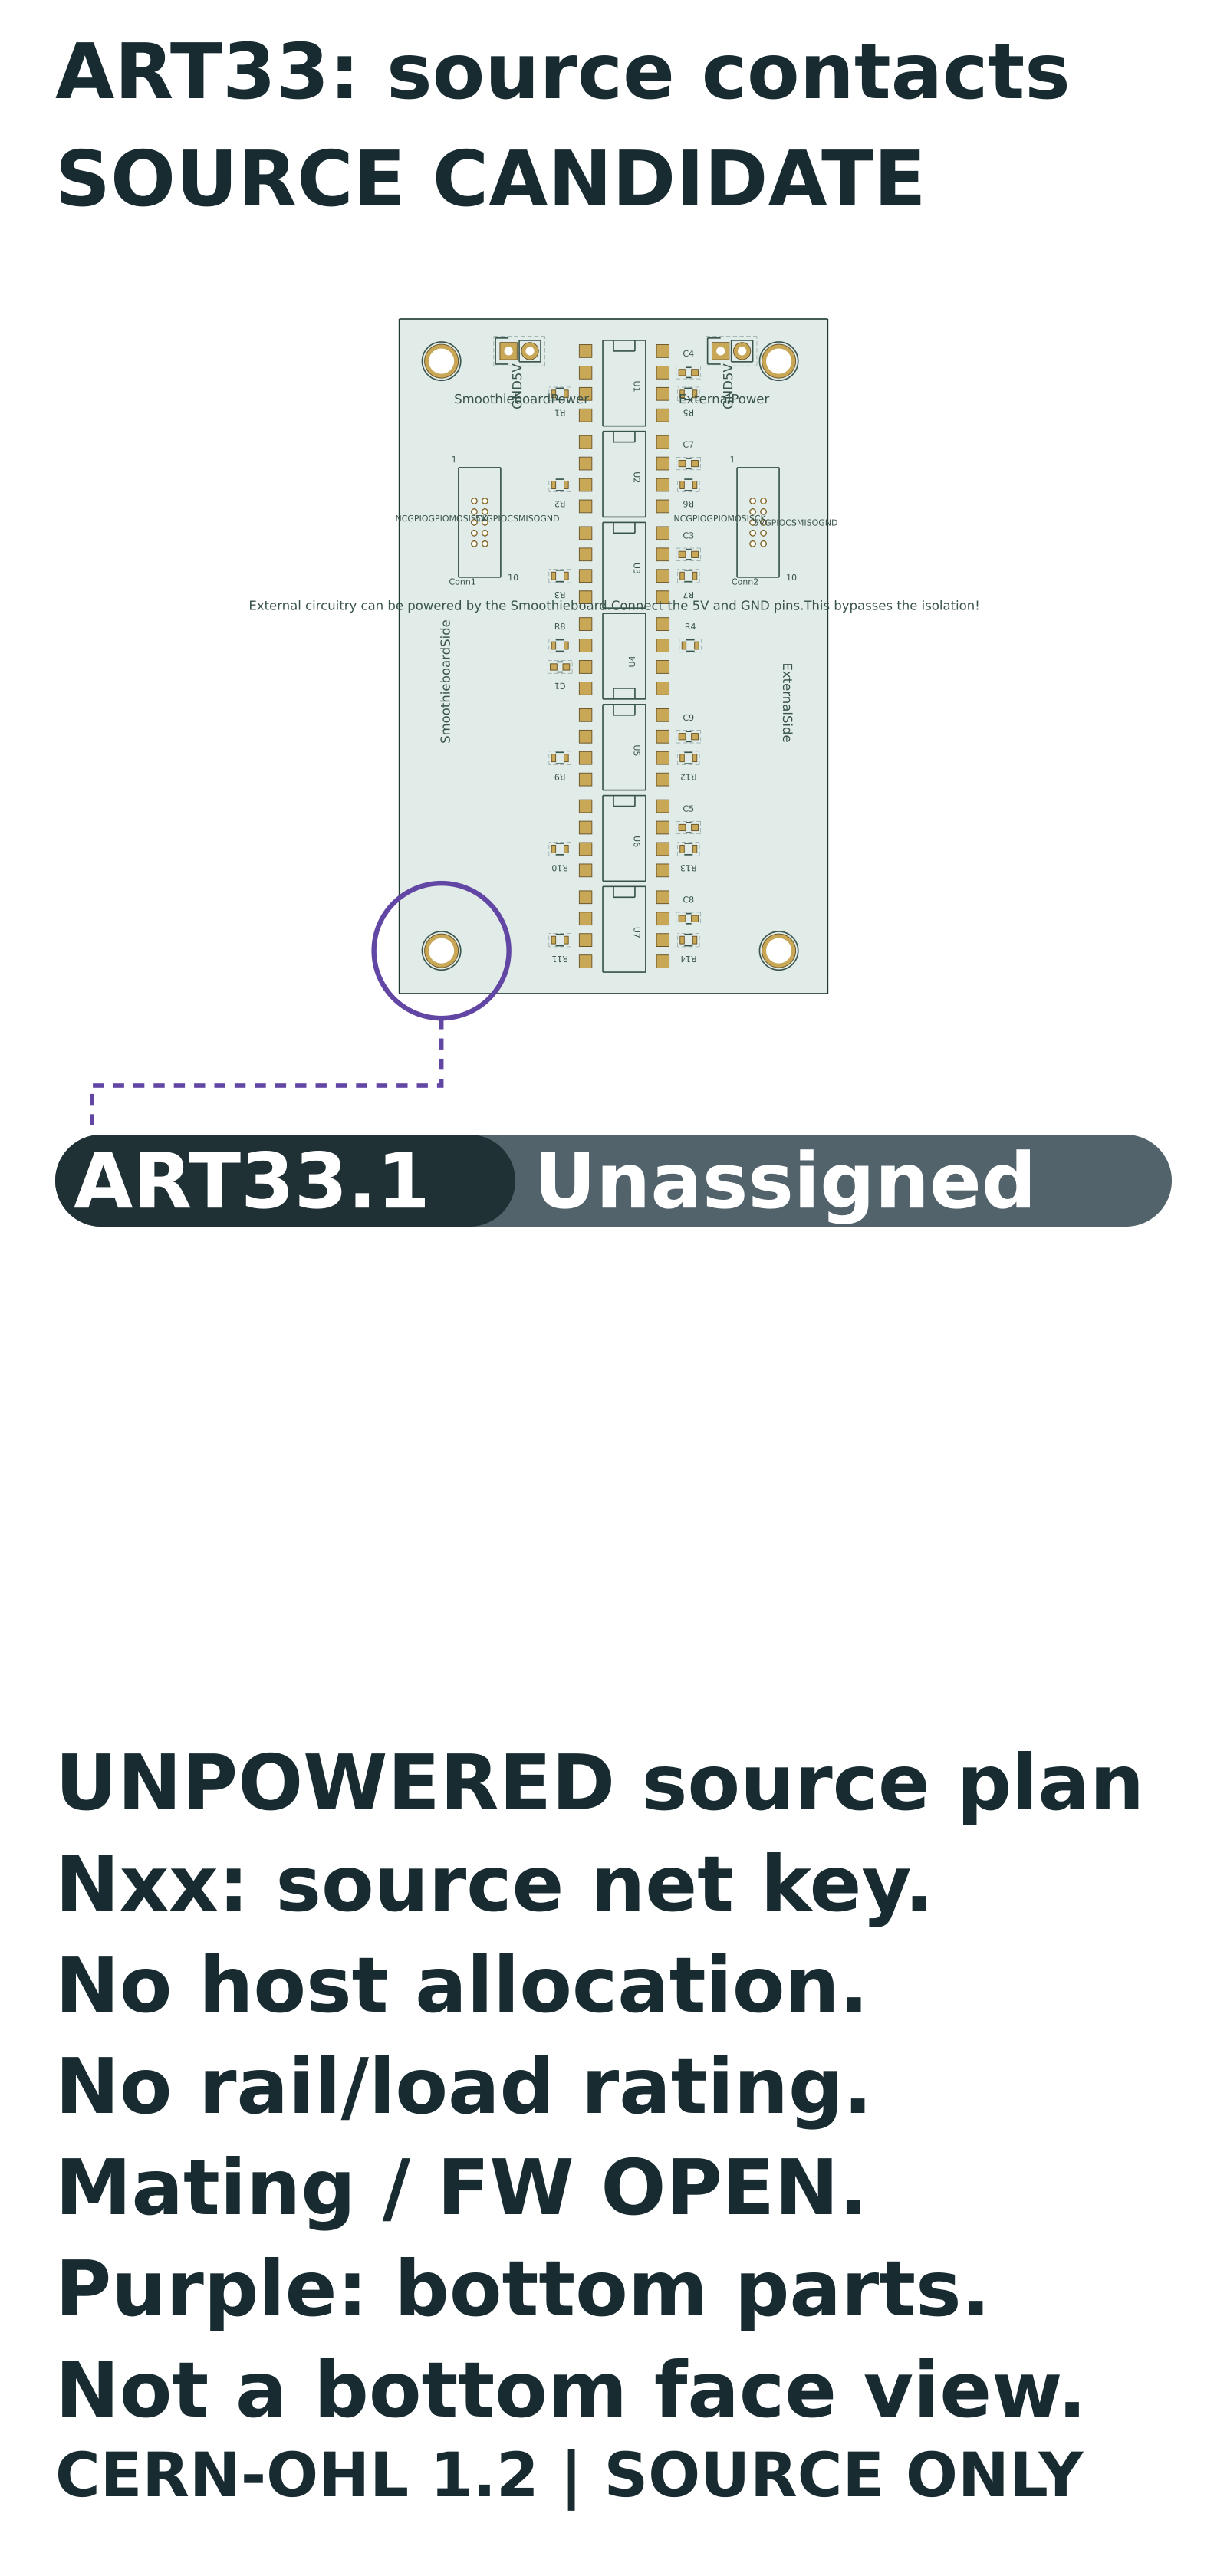 ART33: source contacts
SOURCE CANDIDATE
C4
U1
GND5V
GND5V
SmoothieboardPower
ExternalPower
R1
R5
C7
1
1
U2
R2
R6
NCGPIOGPIOMOSISCK
5VGPIOCSMISOGND
NCGPIOGPIOMOSISCK
5VGPIOCSMISOGND
C3
U3
Conn1
10
Conn2
10
R3
R7
External circuitry can be powered by the Smoothieboard.Connect the 5V and GND pins.This bypasses the isolation!
R8
R4
U4
C1
SmoothieboardSide
ExternalSide
C9
U5
R9
R12
C5
U6
R10
R13
C8
U7
R11
R14
ART33.1
Unassigned
UNPOWERED source plan
Nxx: source net key.
No host allocation.
No rail/load rating.
Mating / FW OPEN.
Purple: bottom parts.
Not a bottom face view.
CERN-OHL 1.2 | SOURCE ONLY